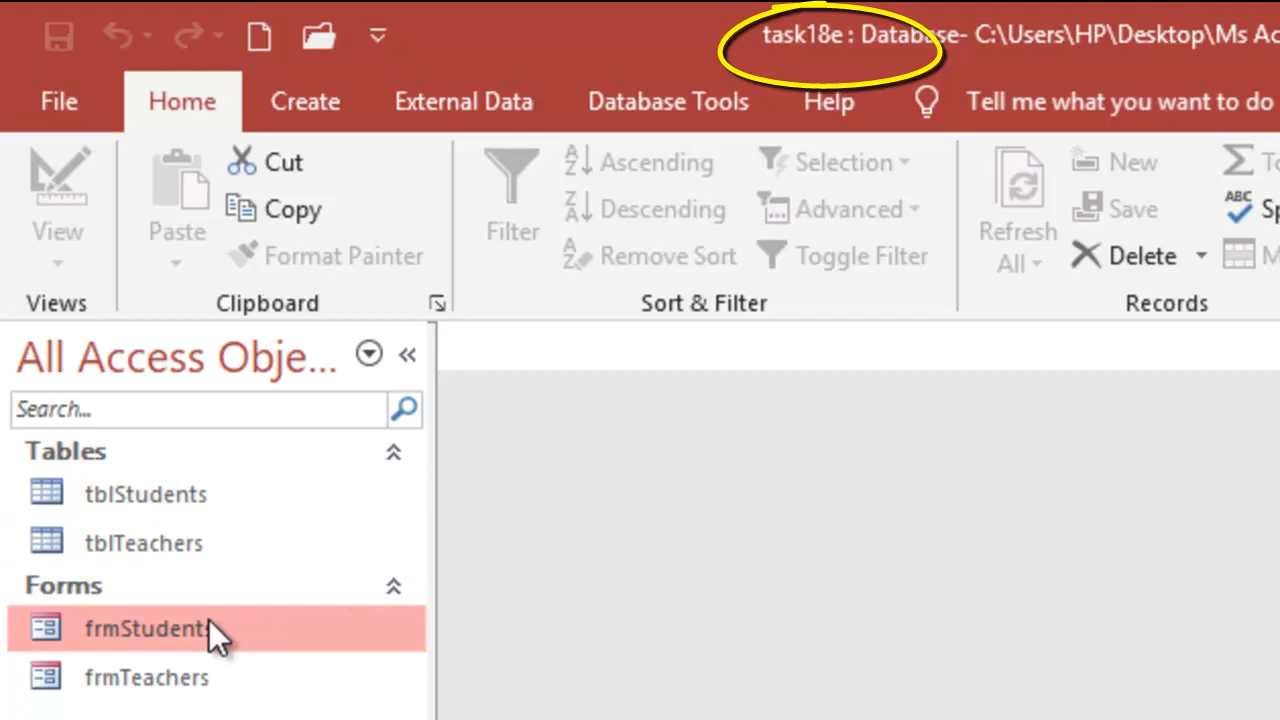 task18e : Database- C:\Users\HP\Desktop\Ms Ac
File Home Create External Data Database Tools Help Tell me what you want to do
View
Views
Paste
Cut
Copy
Format Painter
Clipboard
Filter
Ascending
Descending
Remove Sort
Selection
Advanced
Toggle Filter
Sort & Filter
Refresh
All
New
Save
Delete
Records
ABC
All Access Obje...
Search...
Tables
tblStudents
tblTeachers
Forms
frmStudents
frmTeachers